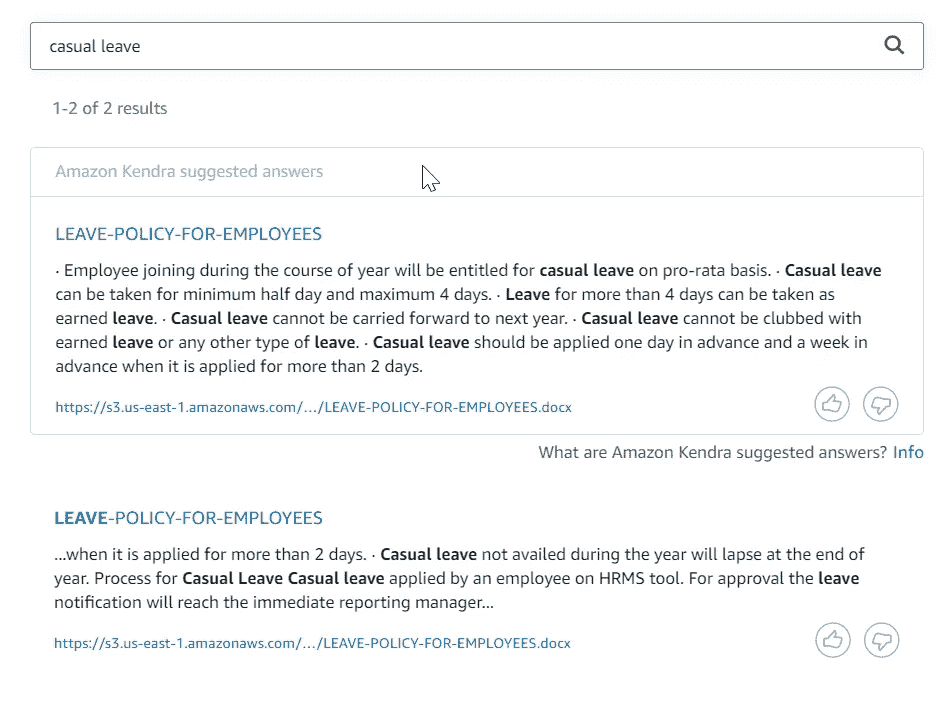 casual leave
1-2 of 2 results
Amazon Kendra suggested answers
LEAVE-POLICY-FOR-EMPLOYEES
· Employee joining during the course of year will be entitled for casual leave on pro-rata basis. · Casual leave
can be taken for minimum half day and maximum 4 days. · Leave for more than 4 days can be taken as
earned leave. · Casual leave cannot be carried forward to next year. · Casual leave cannot be clubbed with
earned leave or any other type of leave. · Casual leave should be applied one day in advance and a week in
advance when it is applied for more than 2 days.
https://s3.us-east-1.amazonaws.com/.../LEAVE-POLICY-FOR-EMPLOYEES.docx
What are Amazon Kendra suggested answers? Info
LEAVE-POLICY-FOR-EMPLOYEES
...when it is applied for more than 2 days. · Casual leave not availed during the year will lapse at the end of
year. Process for Casual Leave Casual leave applied by an employee on HRMS tool. For approval the leave
notification will reach the immediate reporting manager...
https://s3.us-east-1.amazonaws.com/.../LEAVE-POLICY-FOR-EMPLOYEES.docx